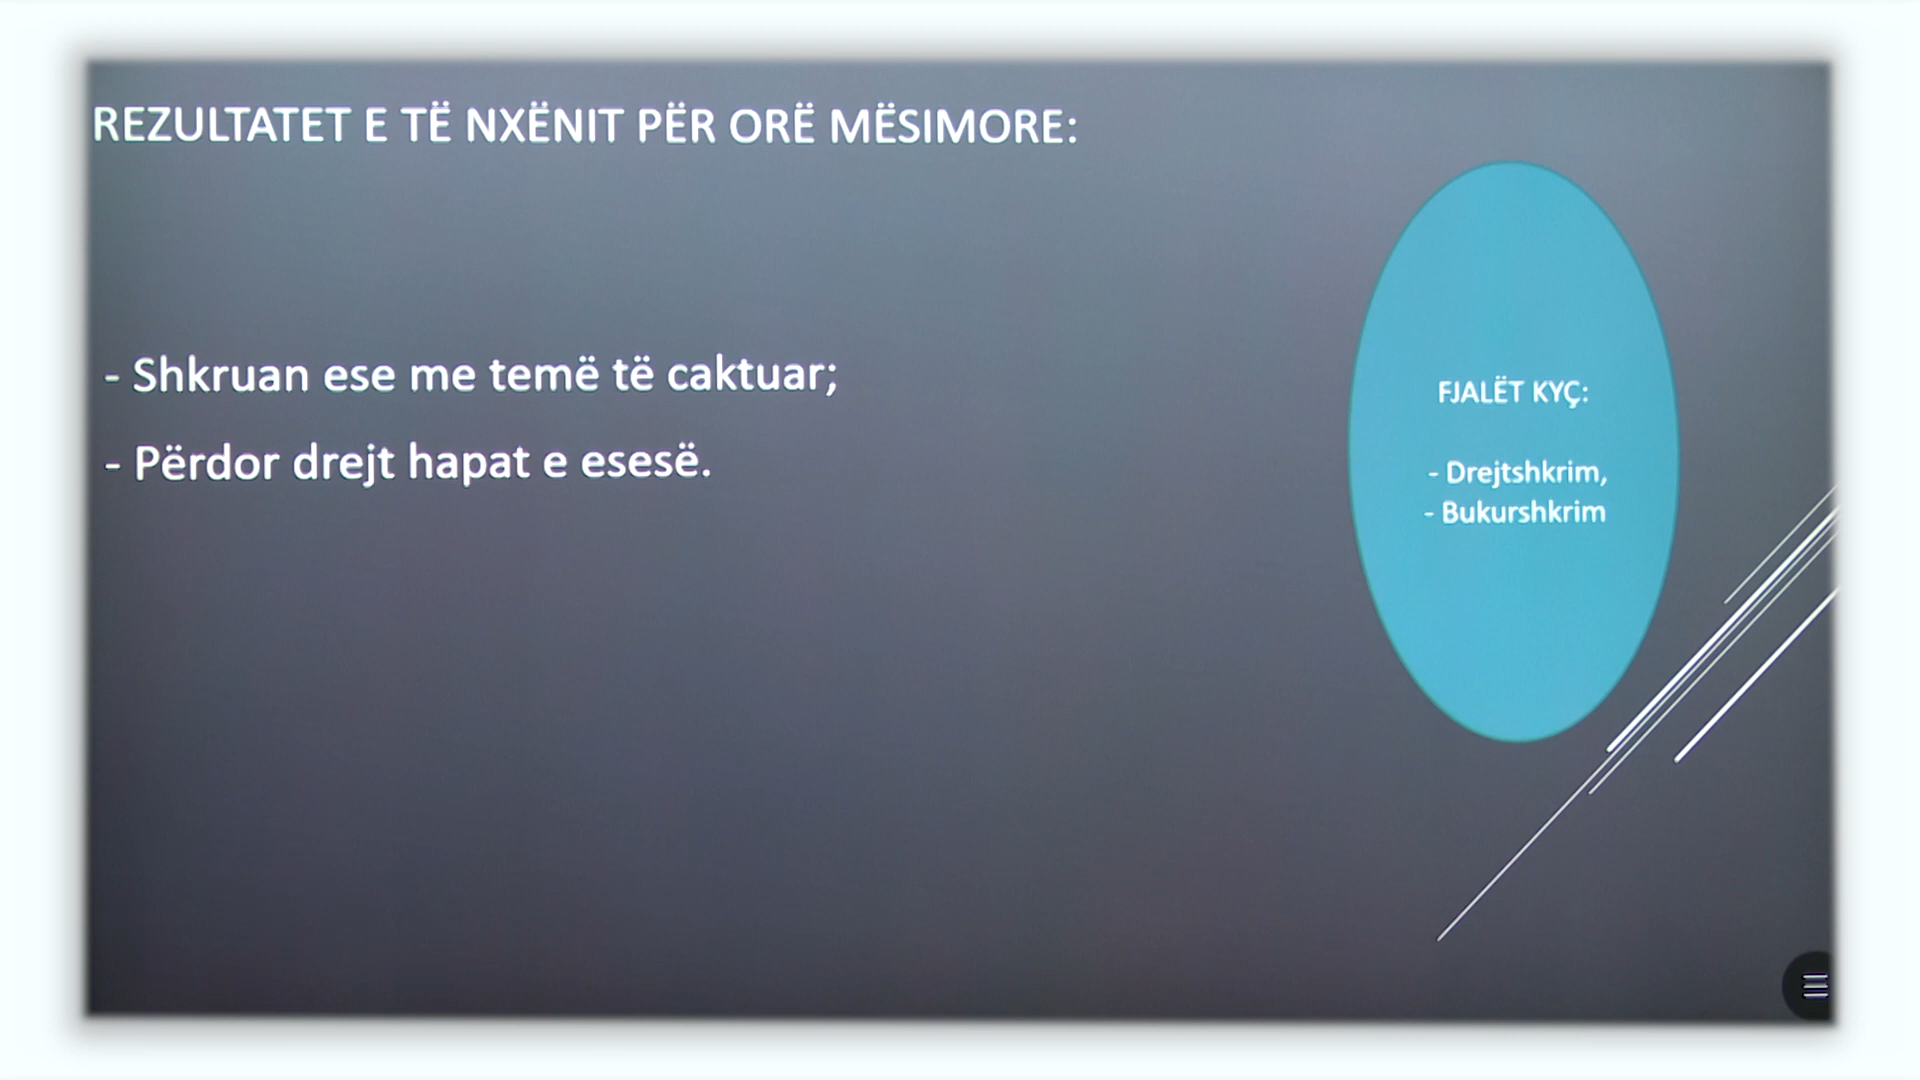 REZULTATET E TË NXËNIT PËR ORË MËSIMORE:
- Shkruan ese me temë të caktuar;
- Përdor drejt hapat e esesë.
FJALËT KYÇ:
- Drejtshkrim,
- Bukurshkrim